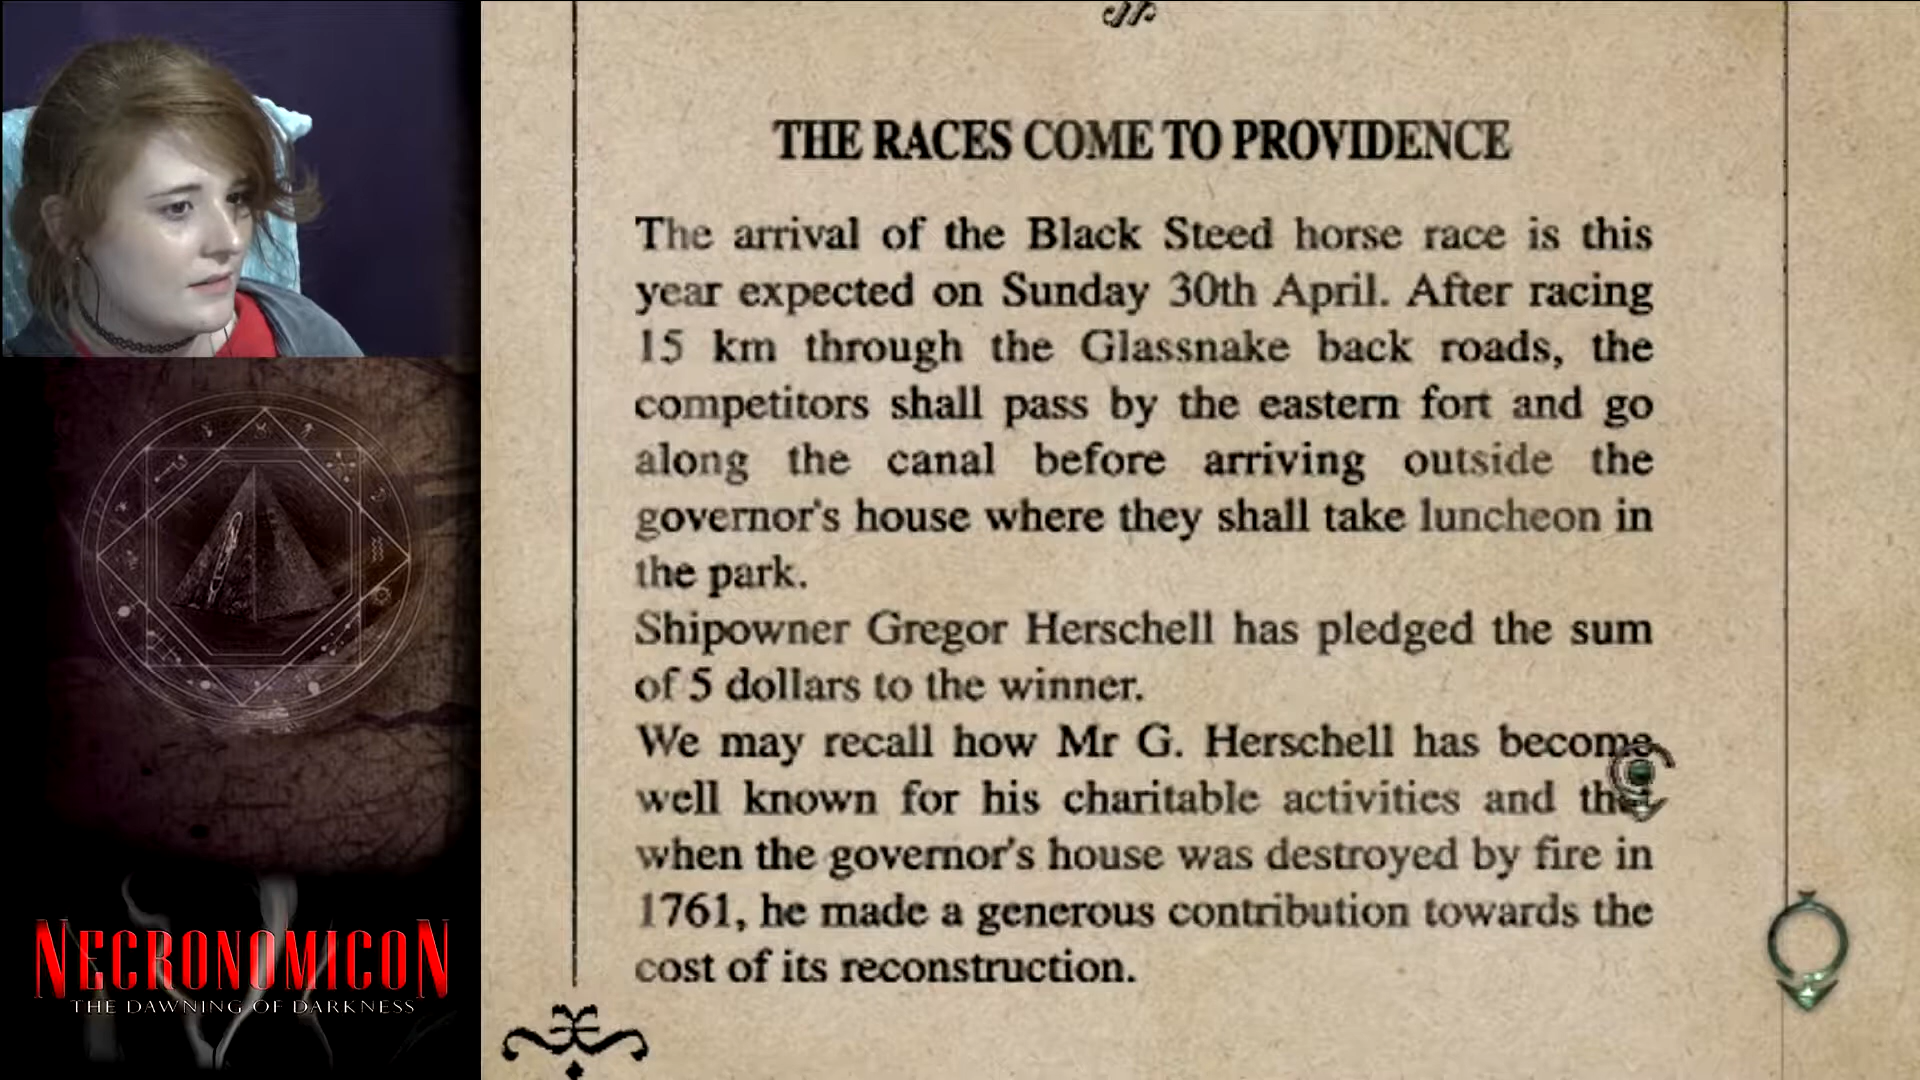 THE RACES COME TO PROVIDENCE
The arrival of the Black Steed horse race is this
year expected on Sunday 30th April. After racing
15 km through the Glassnake back roads, the
competitors shall pass by the eastern fort and go
along the canal before arriving outside the
governor's house where they shall take luncheon in
the park.
Shipowner Gregor Herschell has pledged the sum
of 5 dollars to the winner.
We may recall how Mr G. Herschell has become
well known for his charitable activities and
when the governor's house was destroyed by fire in
1761, he made a generous contribution towards the
cost of its reconstruction.
NECRONOMICON
THE DAWNING OF DARKNESS